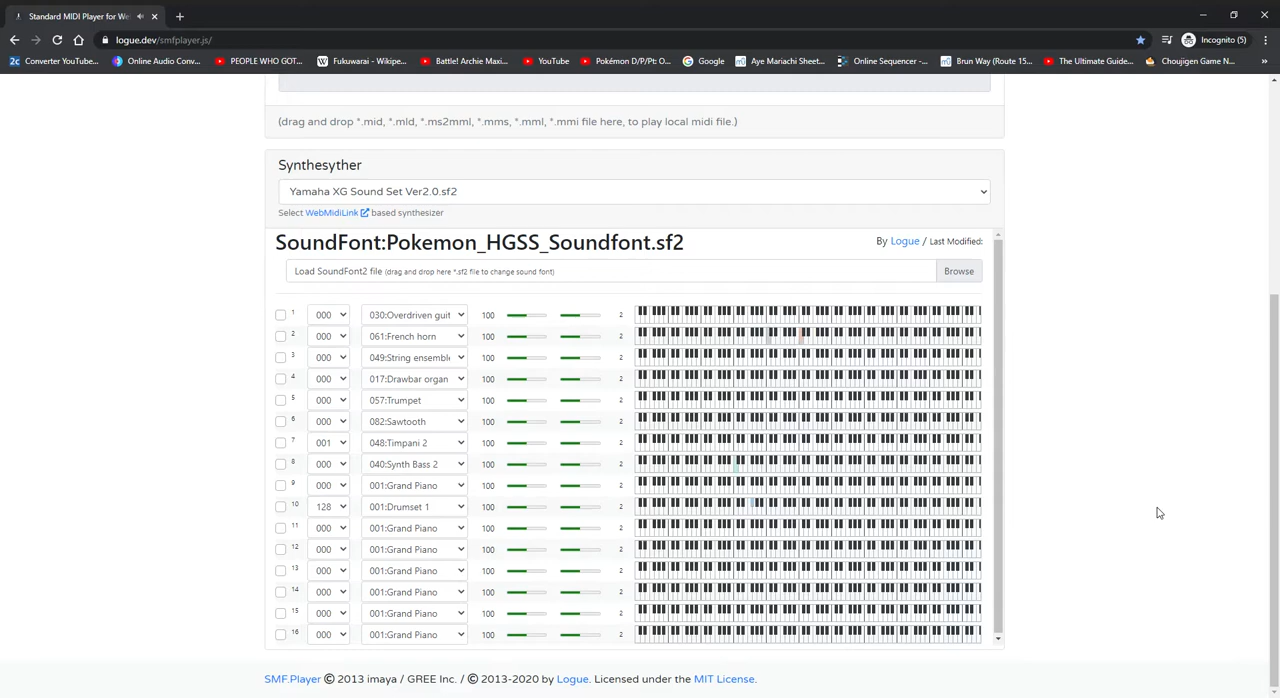 Standard MIDI Player for We
logue.dev/smfplayer.js/
Incognito (5)
Converter YouTube...
Online Audio Conv...
PEOPLE WHO GOT...
Fukuwarai - Wikipe...
Battle! Archie Maxi...
YouTube
Pokémon D/P/Pt: O...
Google
Aye Mariachi Sheet...
Online Sequencer -...
Brun Way (Route 15...
The Ultimate Guide...
Choujigen Game N...
(drag and drop *.mid, *.mld, *.ms2mml, *.mms, *.mml, *.mmi file here, to play local midi file.)
Synthesyther
Yamaha XG Sound Set Ver2.0.sf2
Select WebMidiLink based synthesizer
SoundFont:Pokemon_HGSS_Soundfont.sf2
By Logue / Last Modified:
Load SoundFont2 file (drag and drop here *.sf2 file to change sound font) Browse
1 000 030:Overdriven guit 100 2
2 000 061:French horn 100 2
3 000 049:String ensemble 100 2
4 000 017:Drawbar organ 100 2
5 000 057:Trumpet 100 2
6 000 082:Sawtooth 100 2
7 001 048:Timpani 2 100 2
8 000 040:Synth Bass 2 100 2
9 000 001:Grand Piano 100 2
10 128 001:Drumset 1 100 2
11 000 001:Grand Piano 100 2
12 000 001:Grand Piano 100 2
13 000 001:Grand Piano 100 2
14 000 001:Grand Piano 100 2
15 000 001:Grand Piano 100 2
16 000 001:Grand Piano 100 2
SMF.Player © 2013 imaya / GREE Inc. / © 2013-2020 by Logue. Licensed under the MIT License.